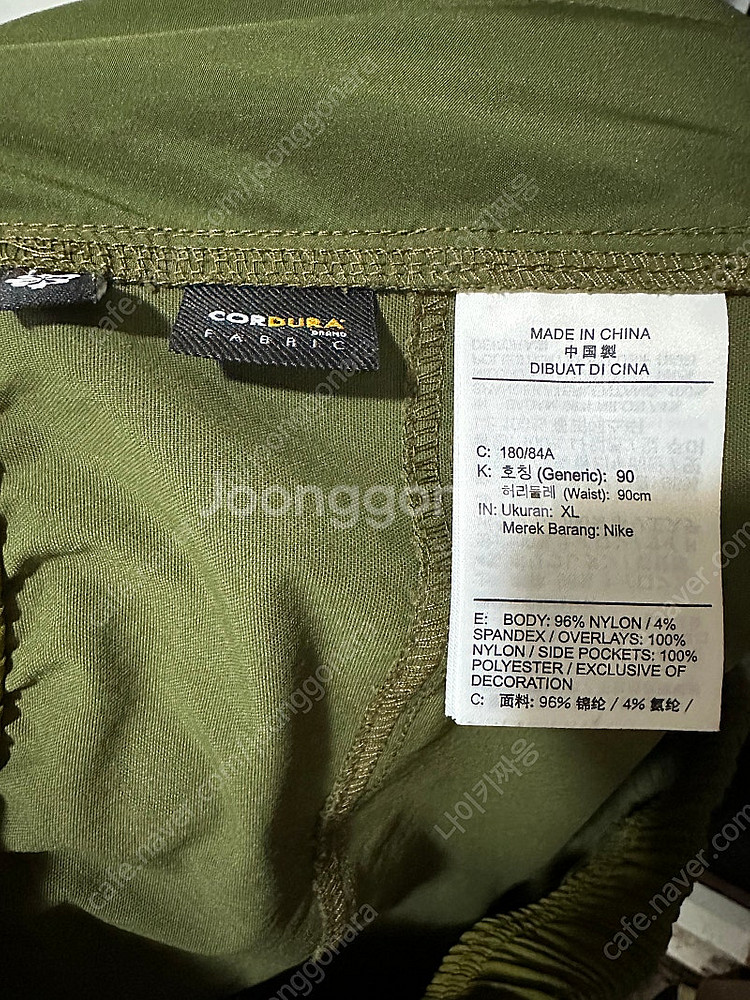 CORDURA
BRAND
FABRIC
MADE IN CHINA
中国製
DIBUAT DI CINA
C: 180/84A
K: 호칭 (Generic): 90
허리둘레 (Waist): 90cm
IN: Ukuran: XL
Merek Barang: Nike
E: BODY: 96% NYLON / 4%
SPANDEX / OVERLAYS: 100%
NYLON / SIDE POCKETS: 100%
POLYESTER / EXCLUSIVE OF
DECORATION
C: 面料: 96% 锦纶 / 4% 氨纶 /
Joonggonara
cafe.naver.com/joonggonara
나이키짜응
cafe.naver.com